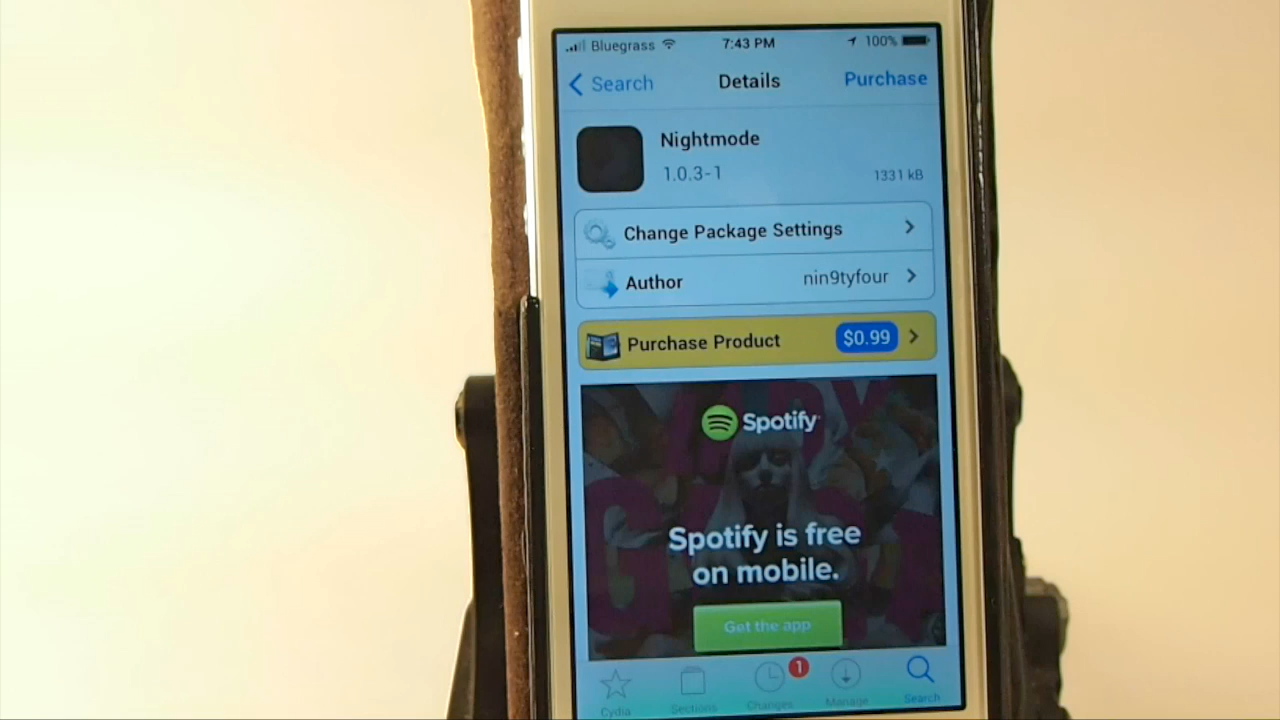 Bluegrass 7:43 PM 100%
Search Details Purchase
Nightmode
1.0.3-1 1331 kB
Change Package Settings
Author nin9tyfour
Purchase Product $0.99
Spotify
Spotify is free
on mobile.
Get the app
1
Cydia Sections Changes Manage Search